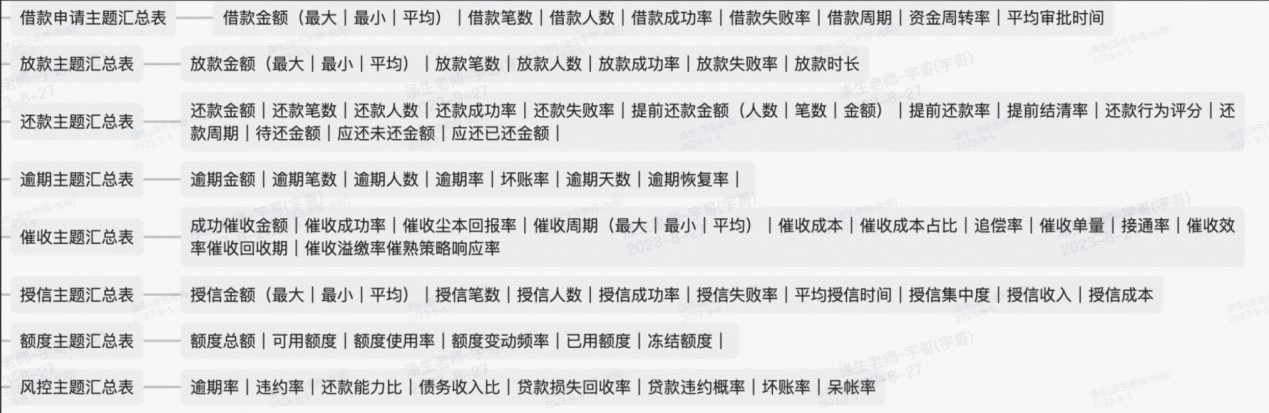 借款申请主题汇总表
借款金额（最大｜最小｜平均）｜借款笔数｜借款人数｜借款成功率｜借款失败率｜借款周期｜资金周转率｜平均审批时间
放款主题汇总表
放款金额（最大｜最小｜平均）｜放款笔数｜放款人数｜放款成功率｜放款失败率｜放款时长
还款主题汇总表
还款金额｜还款笔数｜还款人数｜还款成功率｜还款失败率｜提前还款金额（人数｜笔数｜金额）｜提前还款率｜提前结清率｜还款行为评分｜还
款周期｜待还金额｜应还未还金额｜应还已还金额｜
逾期主题汇总表
逾期金额｜逾期笔数｜逾期人数｜逾期率｜坏账率｜逾期天数｜逾期恢复率｜
催收主题汇总表
成功催收金额｜催收成功率｜催收尘本回报率｜催收周期（最大｜最小｜平均）｜催收成本｜催收成本占比｜追偿率｜催收单量｜接通率｜催收效
率催收回收期｜催收溢缴率催熟策略响应率
授信主题汇总表
授信金额（最大｜最小｜平均）｜授信笔数｜授信人数｜授信成功率｜授信失败率｜平均授信时间｜授信集中度｜授信收入｜授信成本
额度主题汇总表
额度总额｜可用额度｜额度使用率｜额度变动频率｜已用额度｜冻结额度｜
风控主题汇总表
逾期率｜违约率｜还款能力比｜债务收入比｜贷款损失回收率｜贷款违约概率｜坏账率｜呆帐率